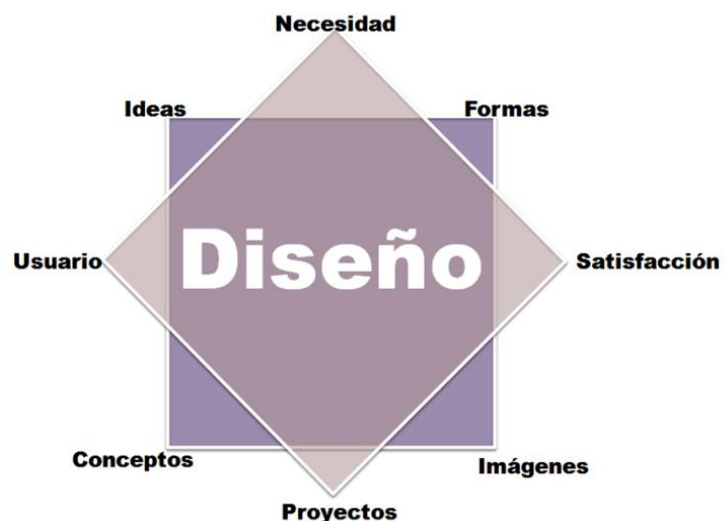 Necesidad
Ideas
Formas
Diseño
Usuario
Satisfacción
Conceptos
Imágenes
Proyectos